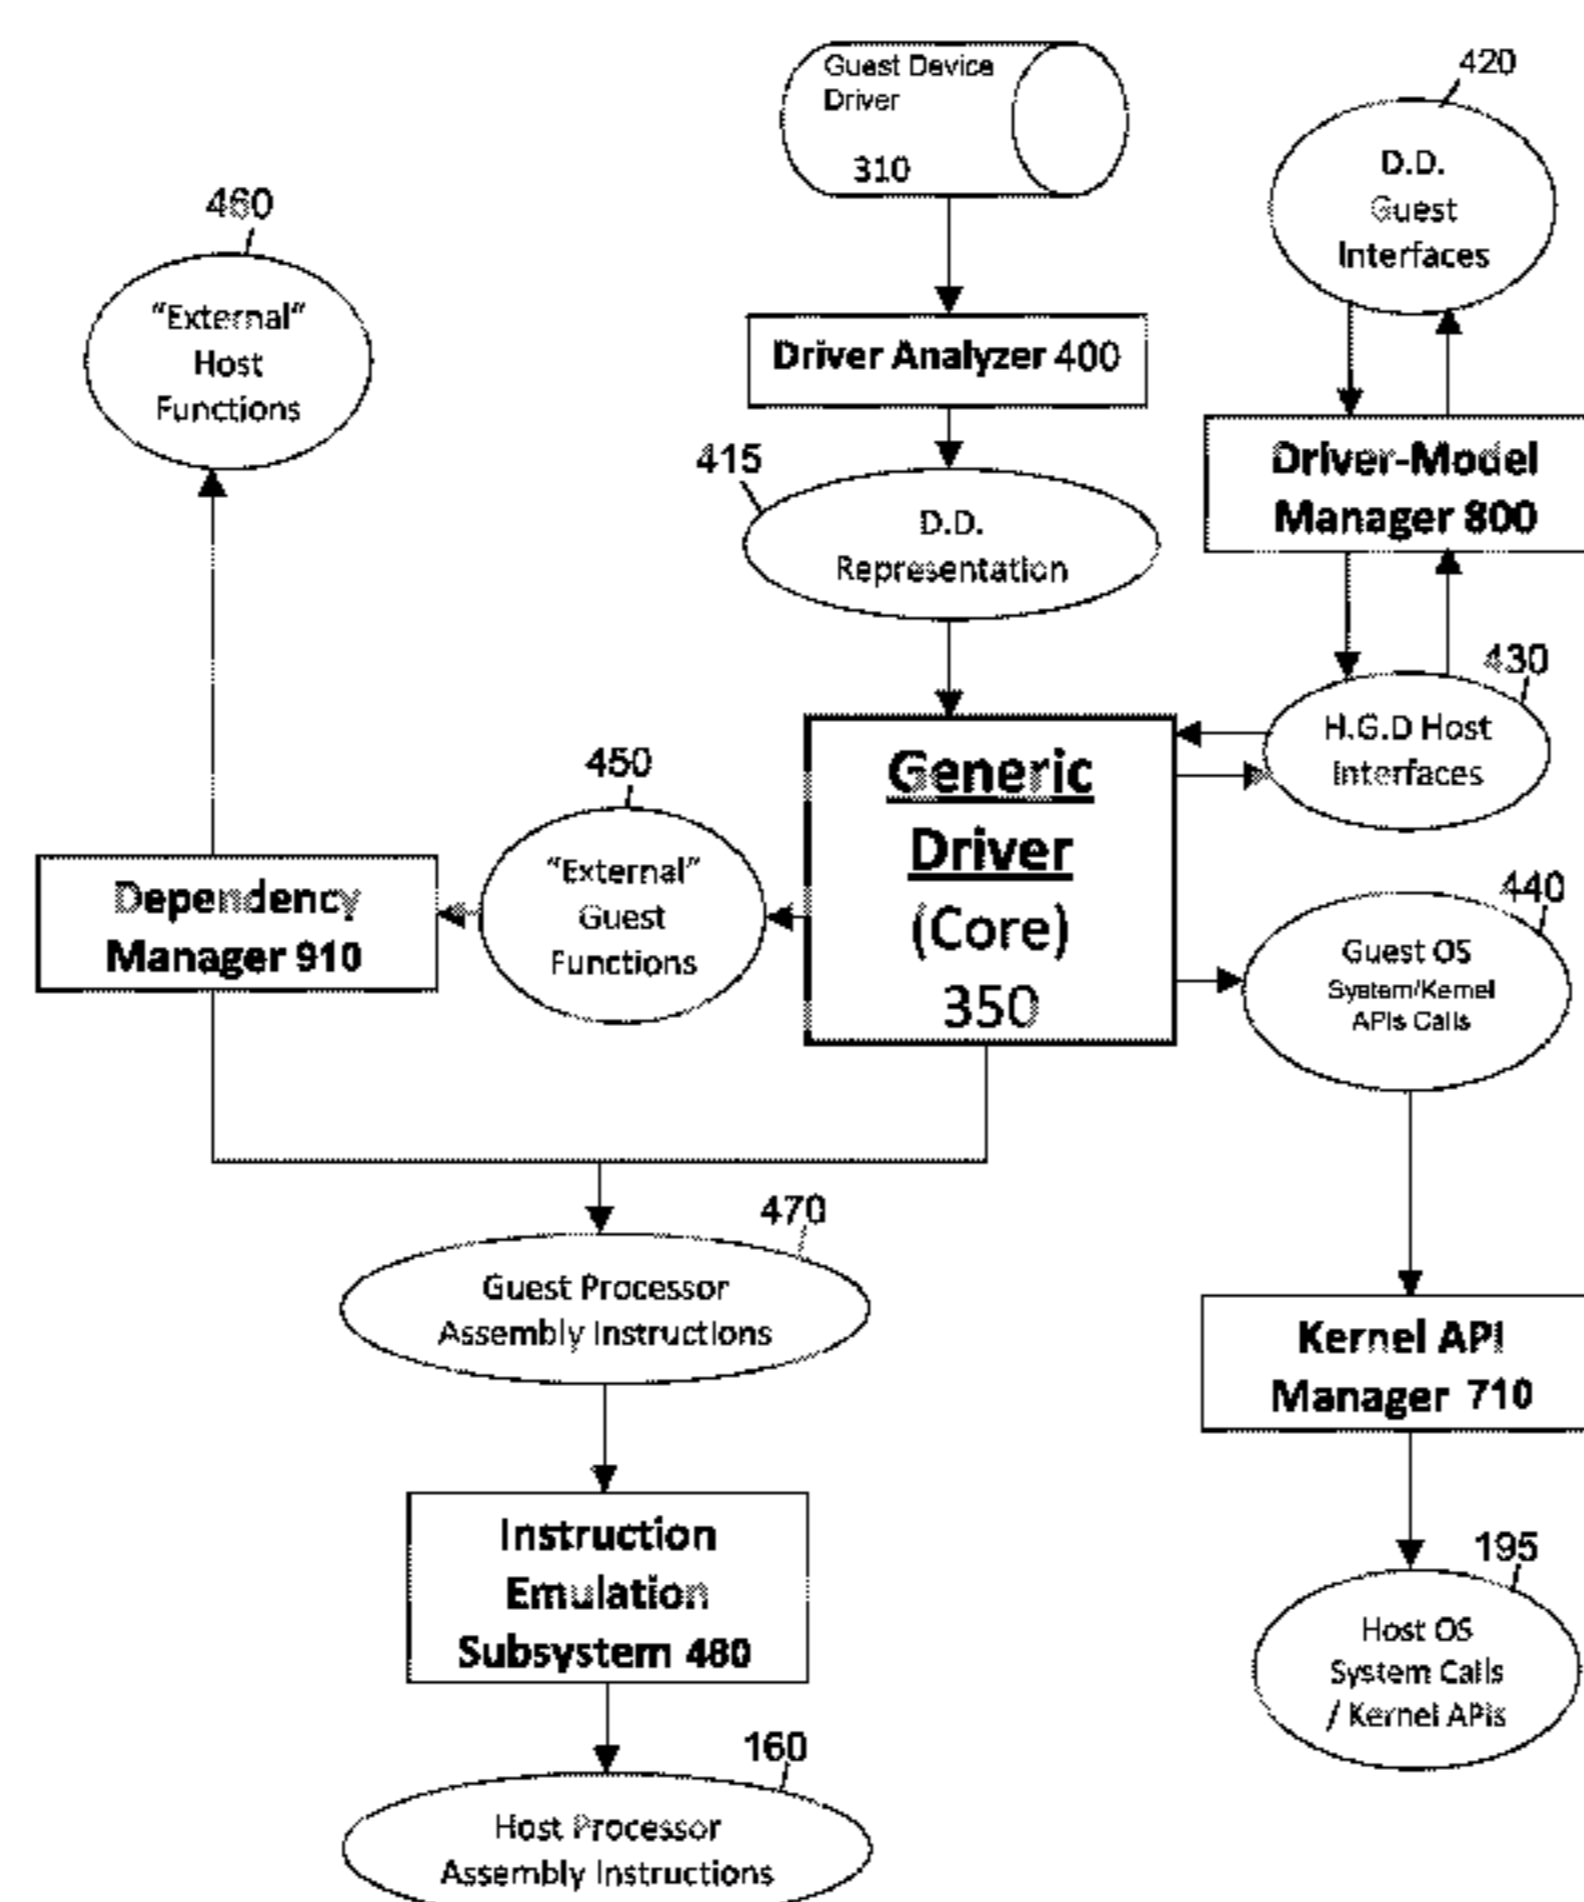 Guest Device
Driver
310
420
D.D.
Guest
Interfaces
460
"External"
Host
Functions
Driver Analyzer 400
Driver-Model
Manager 800
415
D.D.
Representation
430
H.G.D Host
Interfaces
Generic
Driver
(Core)
350
450
"External"
Guest
Functions
Dependency
Manager 910
440
Guest OS
System/Kernel
APIs Calls
470
Guest Processor
Assembly Instructions
Kernel API
Manager 710
Instruction
Emulation
Subsystem 480
195
Host OS
System Calls
/ Kernel APIs
160
Host Processor
Assembly Instructions